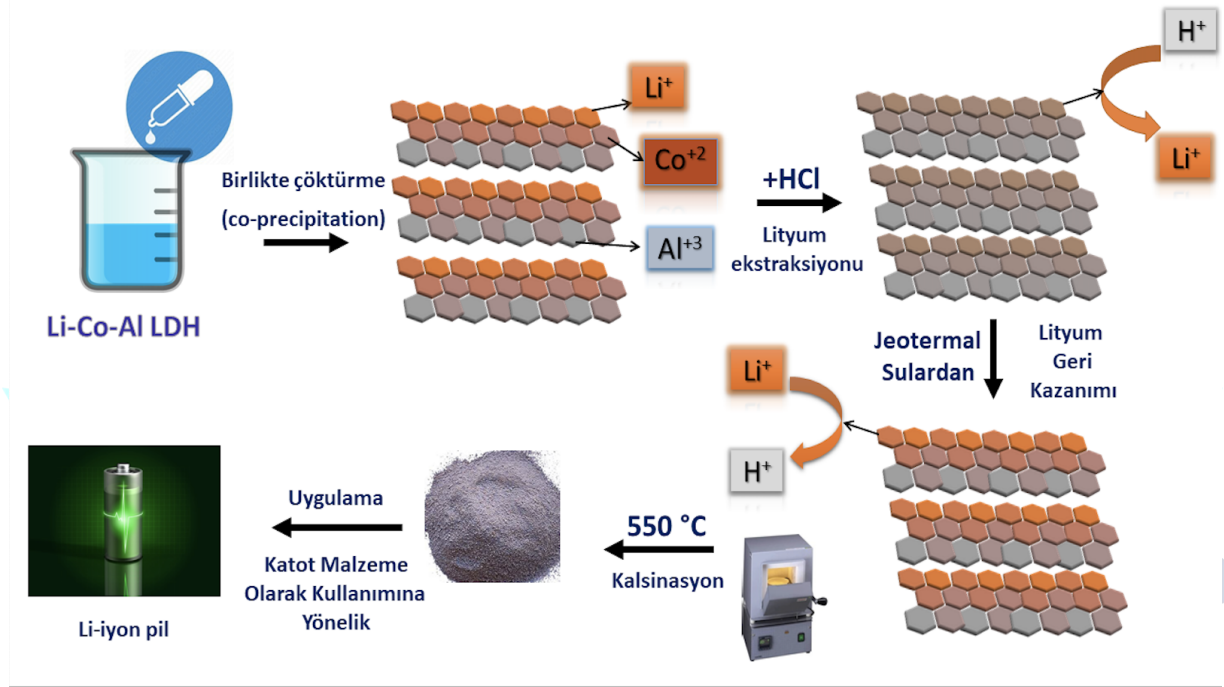 H+
Li+
Li+
Co+2
Al+3
Birlikte çöktürme
(co-precipitation)
+HCl
Lityum
ekstraksiyonu
Li-Co-Al LDH
Jeotermal
Sulardan
Lityum
Geri
Kazanımı
Li+
H+
550 °C
Kalsinasyon
Uygulama
Katot Malzeme
Olarak Kullanımına
Yönelik
Li-iyon pil